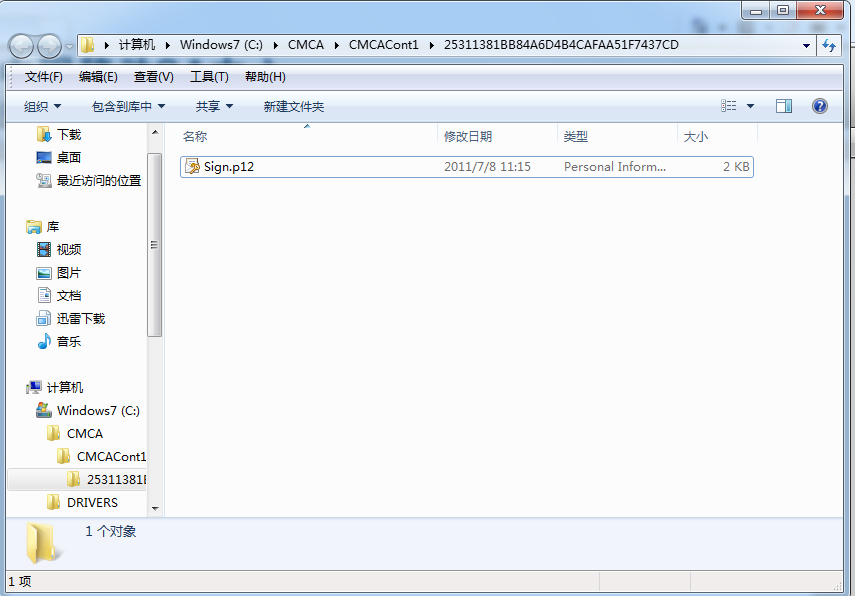 计算机 Windows7 (C:) CMCA CMCACont1 25311381BB84A6D4B4CAFAA51F7437CD
文件(F) 编辑(E) 查看(V) 工具(T) 帮助(H)
组织 包含到库中 共享 新建文件夹
名称 修改日期 类型 大小
Sign.p12 2011/7/8 11:15 Personal Inform... 2 KB
下载
桌面
最近访问的位置
库
视频
图片
文档
迅雷下载
音乐
计算机
Windows7 (C:)
CMCA
CMCACont1
25311381
DRIVERS
1 个对象
1 项